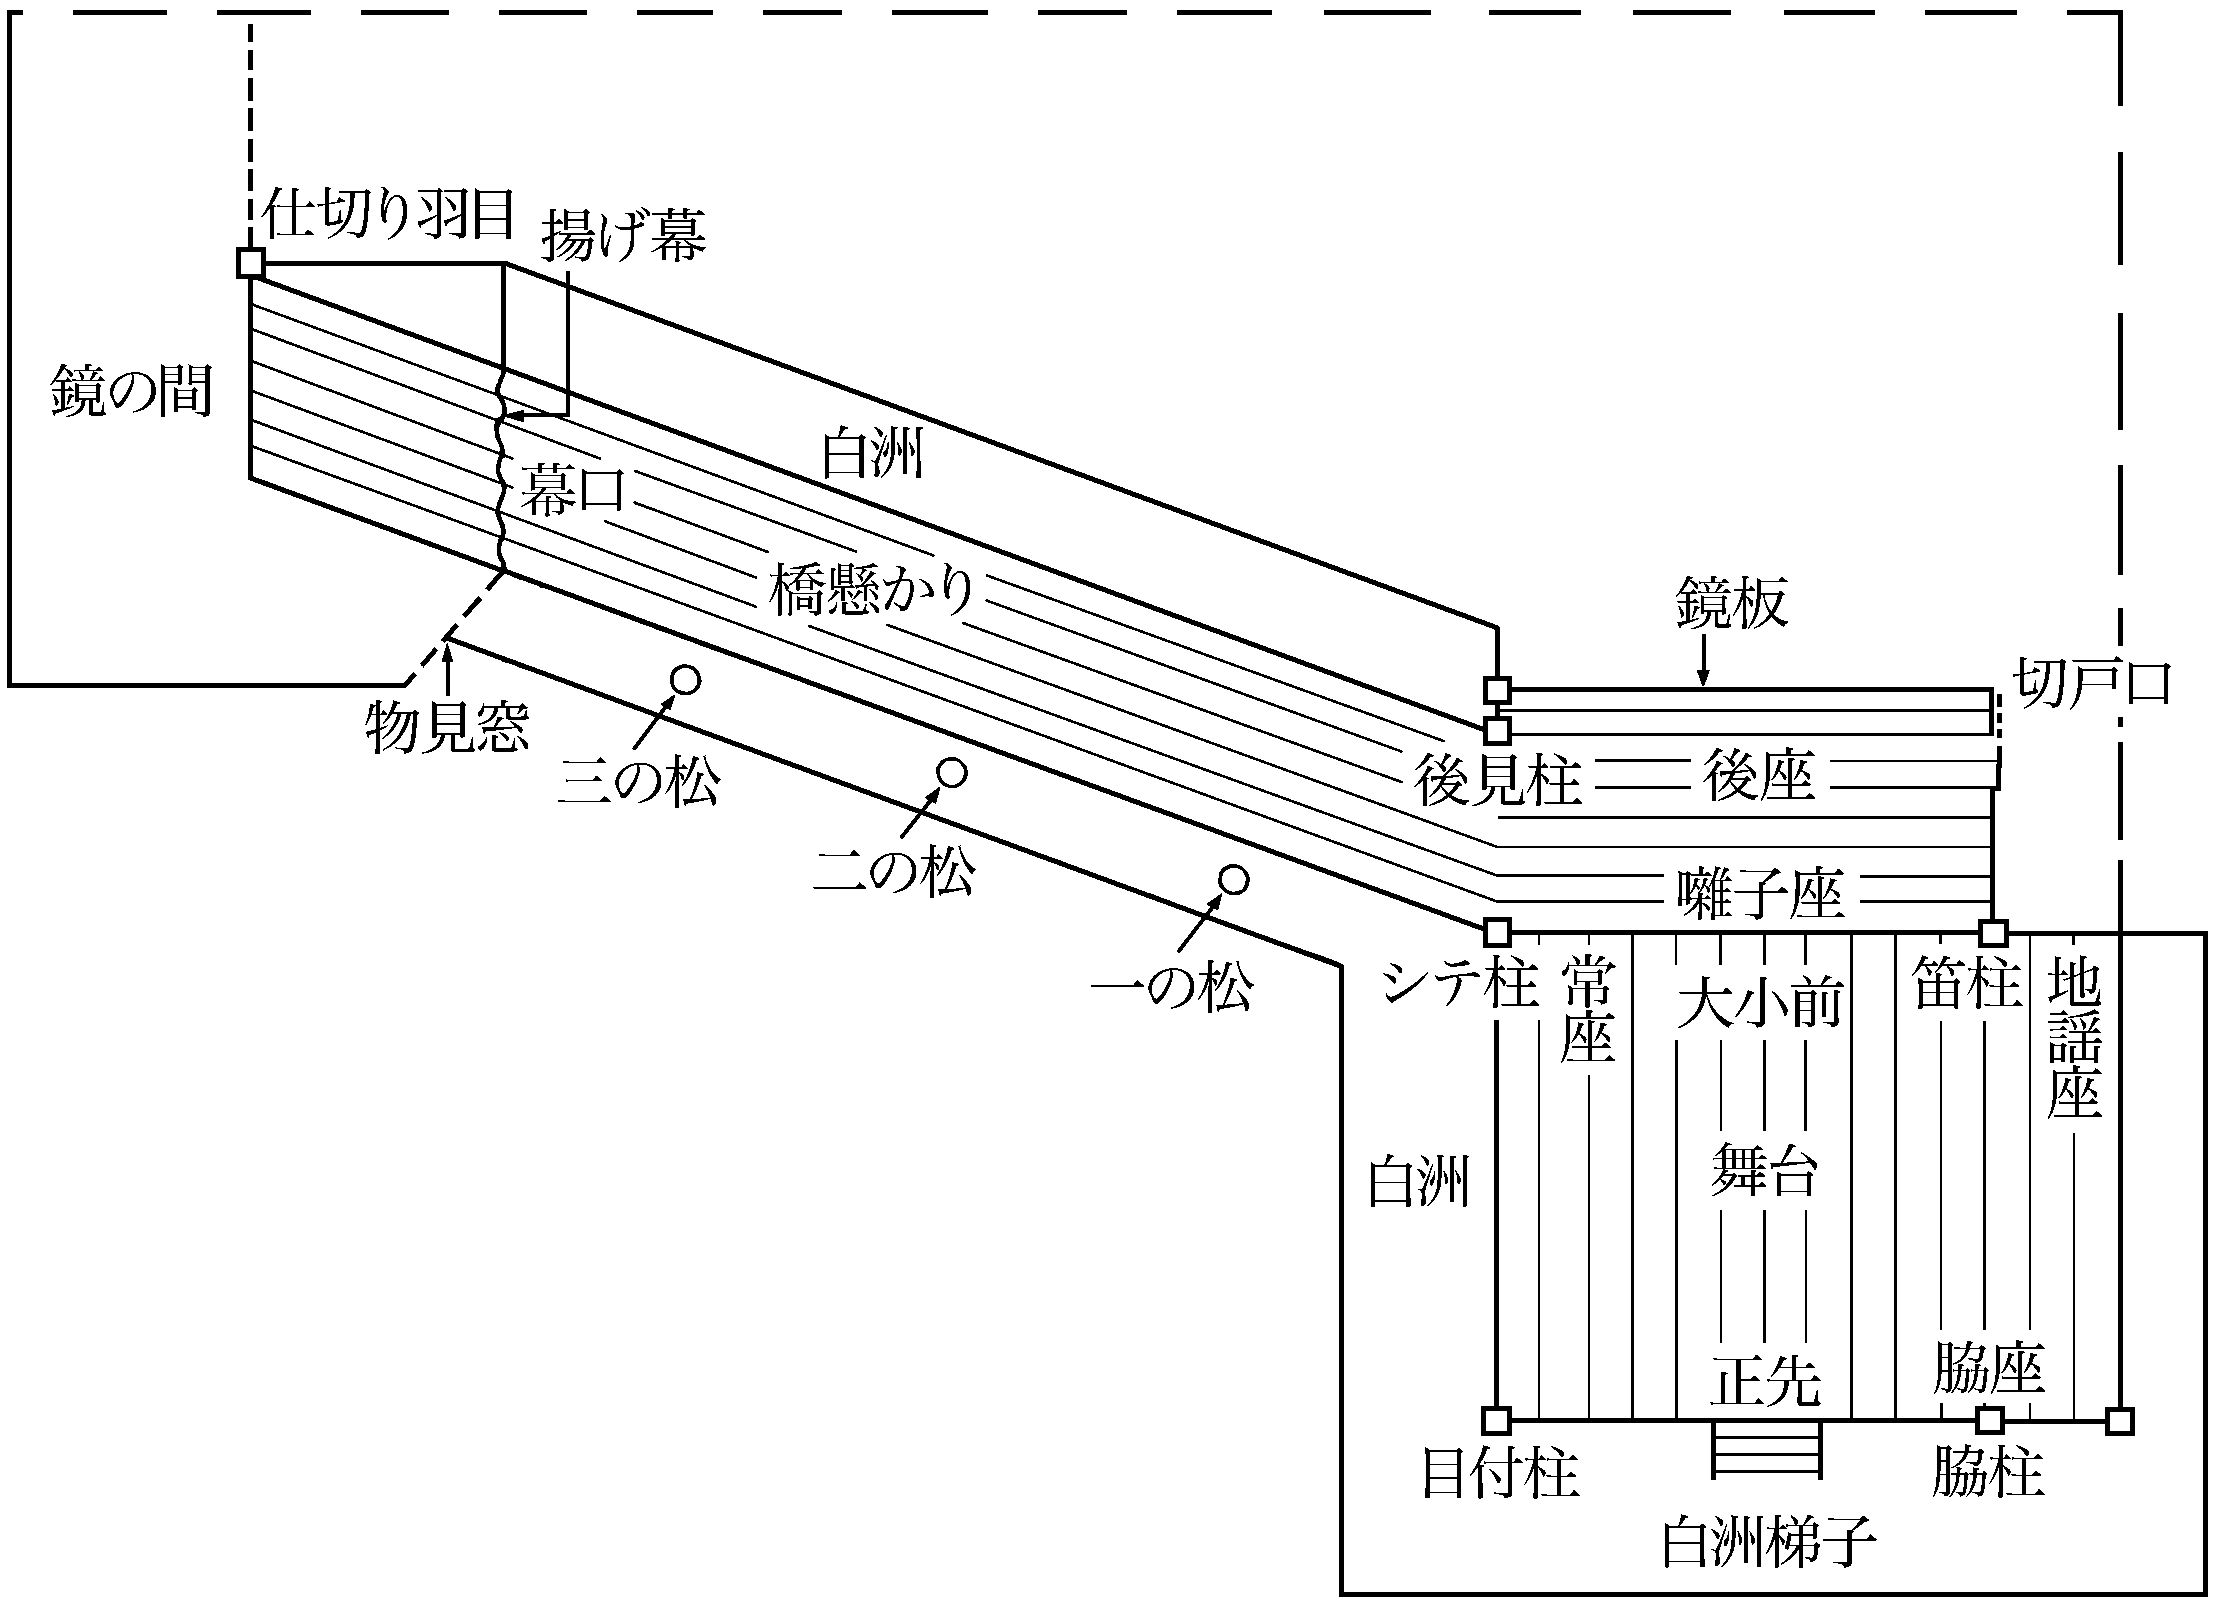 仕切り羽目
揚げ幕
鏡の間
白洲
幕口
橋懸かり
鏡板
切戸口
物見窓
三の松
後見柱
後座
二の松
囃子座
一の松
シテ柱
常座
大小前
笛柱
地謡座
白洲
舞台
正先
脇座
目付柱
脇柱
白洲梯子